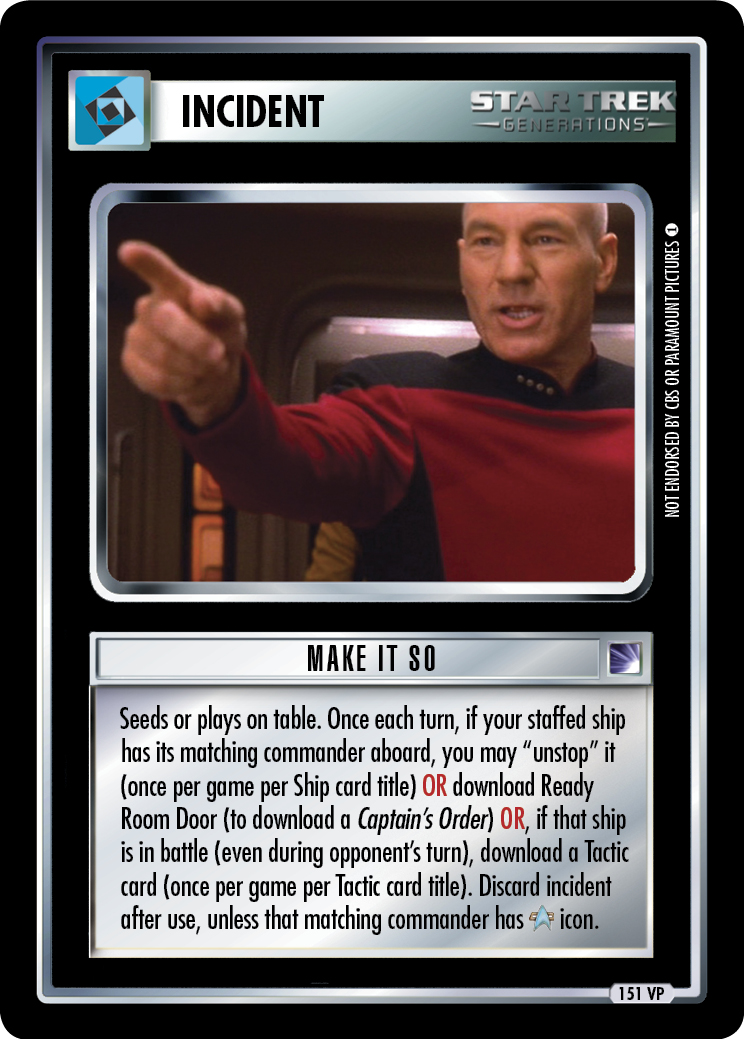 INCIDENT
STAR TREK
GENERATIONS
NOT ENDORSED BY CBS OR PARAMOUNT PICTURES 1
MAKE IT SO
Seeds or plays on table. Once each turn, if your staffed ship
has its matching commander aboard, you may “unstop” it
(once per game per Ship card title) OR download Ready
Room Door (to download a Captain’s Order) OR, if that ship
is in battle (even during opponent’s turn), download a Tactic
card (once per game per Tactic card title). Discard incident
after use, unless that matching commander has icon.
151 VP